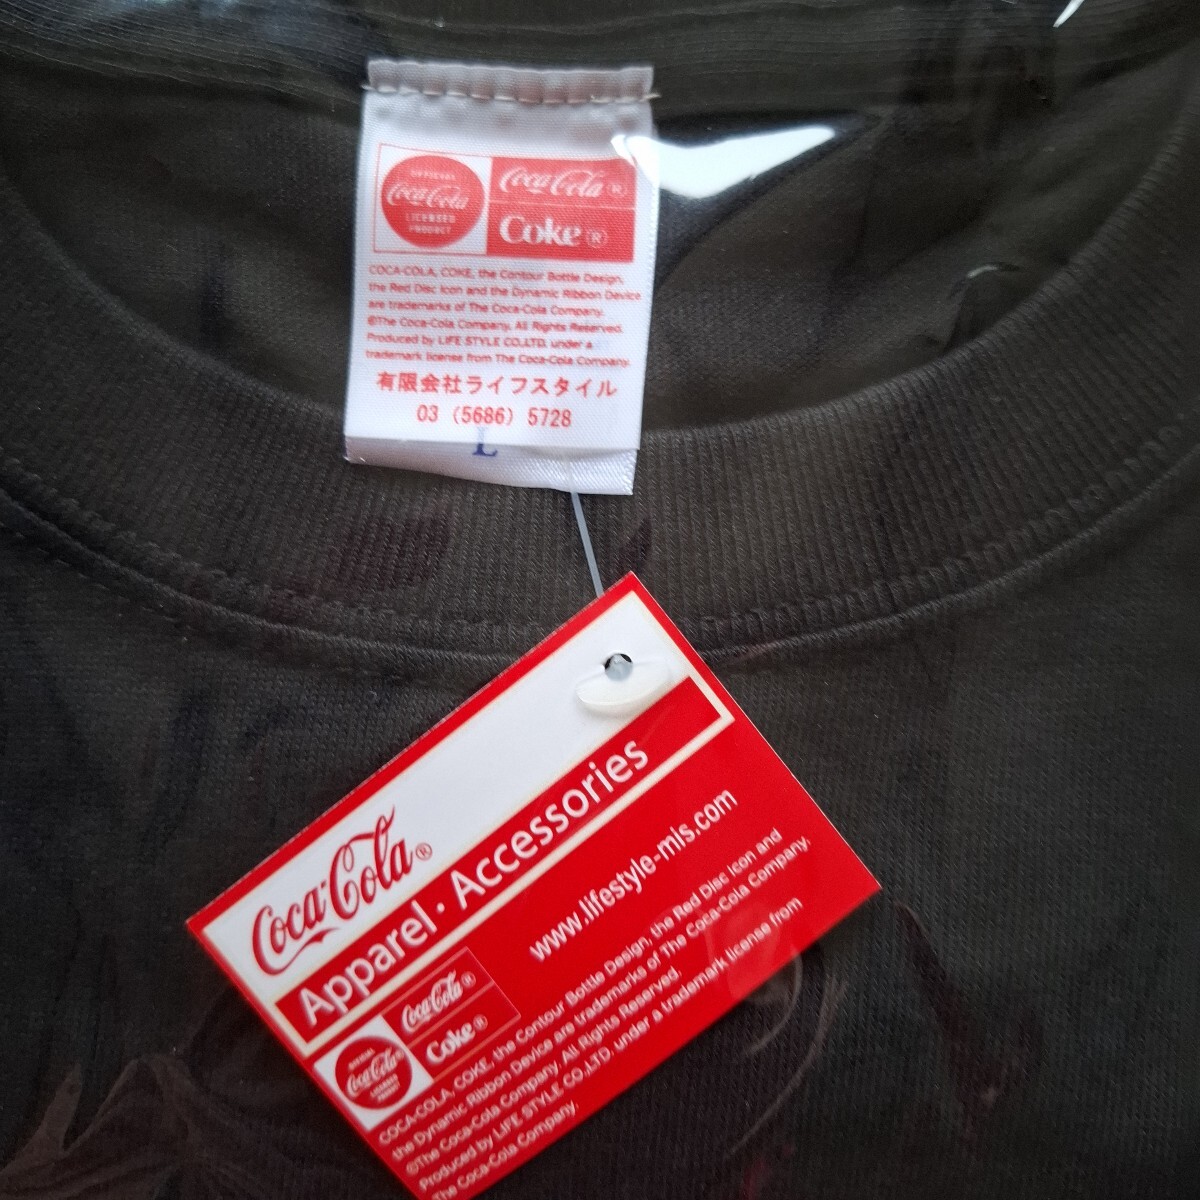 OFFICIAL
Coca-Cola
LICENSED
PRODUCT
Coca-Cola®
Coke®
COCA-COLA, COKE, the Contour Bottle Design,
the Red Disc Icon and the Dynamic Ribbon Device
are trademarks of The Coca-Cola Company.
©The Coca-Cola Company. All Rights Reserved.
Produced by LIFE STYLE CO.,LTD. under a
trademark license from The Coca-Cola Company.
有限会社ライフスタイル
03 (5686) 5728
L
Coca-Cola®
Apparel・Accessories
www.lifestyle-mls.com
OFFICIAL
Coca-Cola®
LICENSED
PRODUCT
Coca-Cola®
Coke®
COCA-COLA, COKE, the Contour Bottle Design, the Red Disc Icon and
the Dynamic Ribbon Device are trademarks of The Coca-Cola Company.
©The Coca-Cola Company. All Rights Reserved.
Produced by LIFE STYLE CO.,LTD. under a trademark license from
The Coca-Cola Company.